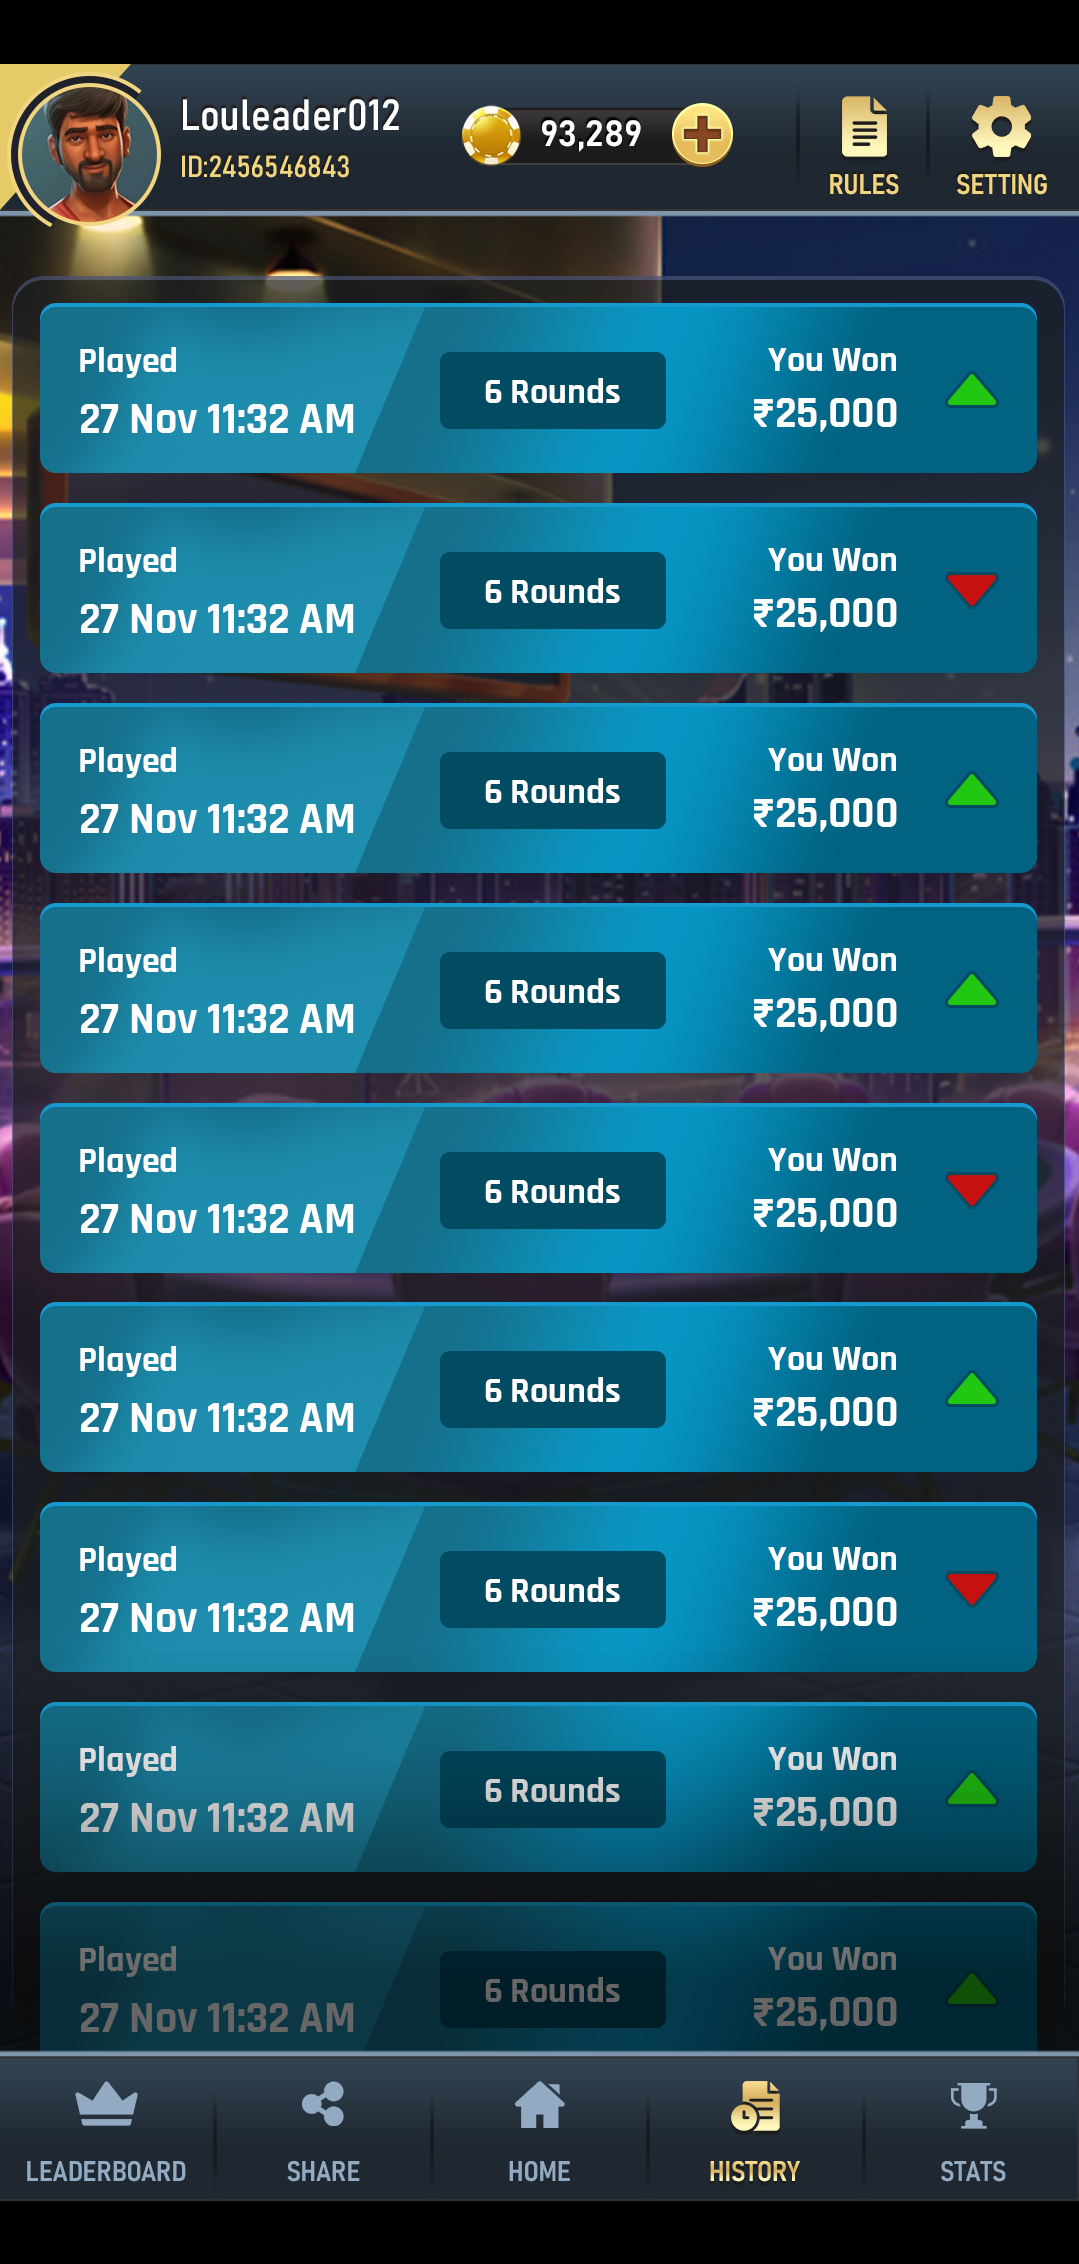 Louleader012
ID:2456546843
93,289
RULES
SETTING
Played
27 Nov 11:32 AM
6 Rounds
You Won
₹25,000
Played
27 Nov 11:32 AM
6 Rounds
You Won
₹25,000
Played
27 Nov 11:32 AM
6 Rounds
You Won
₹25,000
Played
27 Nov 11:32 AM
6 Rounds
You Won
₹25,000
Played
27 Nov 11:32 AM
6 Rounds
You Won
₹25,000
Played
27 Nov 11:32 AM
6 Rounds
You Won
₹25,000
Played
27 Nov 11:32 AM
6 Rounds
You Won
₹25,000
Played
27 Nov 11:32 AM
6 Rounds
You Won
₹25,000
Played
27 Nov 11:32 AM
6 Rounds
You Won
₹25,000
LEADERBOARD
SHARE
HOME
HISTORY
STATS